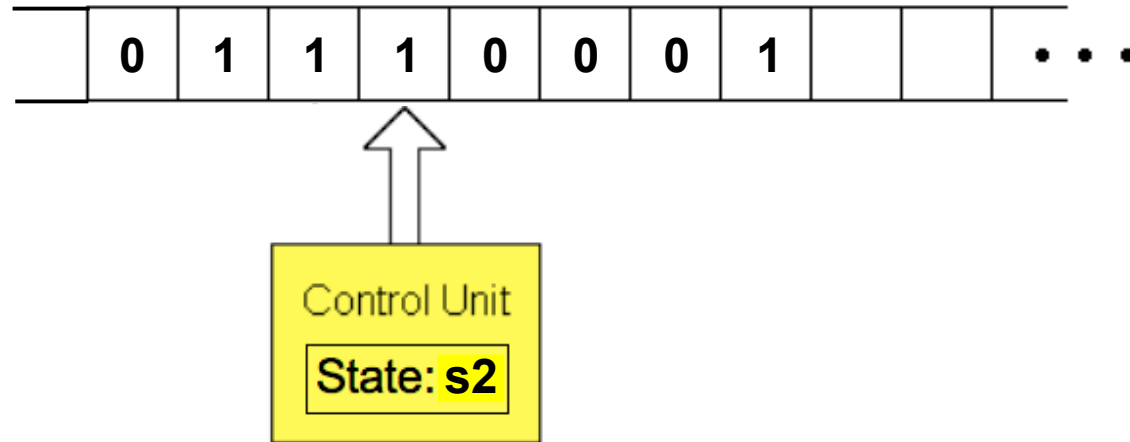 0 1 1 1 0 0 0 1 • • •
Control Unit
State: s2